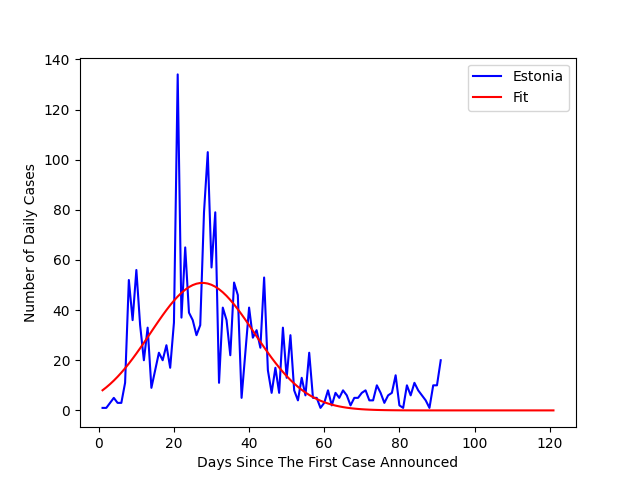 140
120
100
80
60
40
20
0
Number of Daily Cases
Estonia
Fit
0 20 40 60 80 100 120
Days Since The First Case Announced